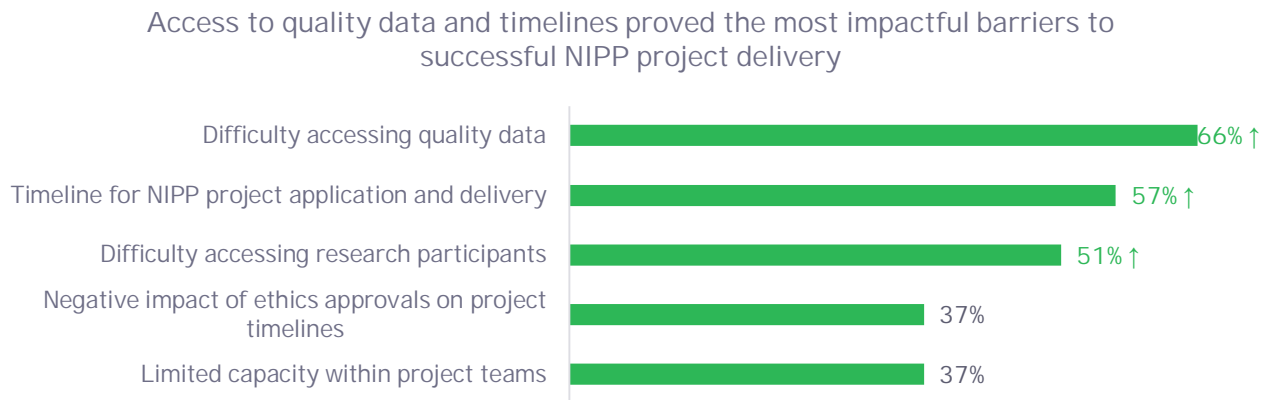 Access to quality data and timelines proved the most impactful barriers to
successful NIPP project delivery
Difficulty accessing quality data
66% ↑
Timeline for NIPP project application and delivery
57% ↑
Difficulty accessing research participants
51% ↑
Negative impact of ethics approvals on project
timelines
37%
Limited capacity within project teams
37%